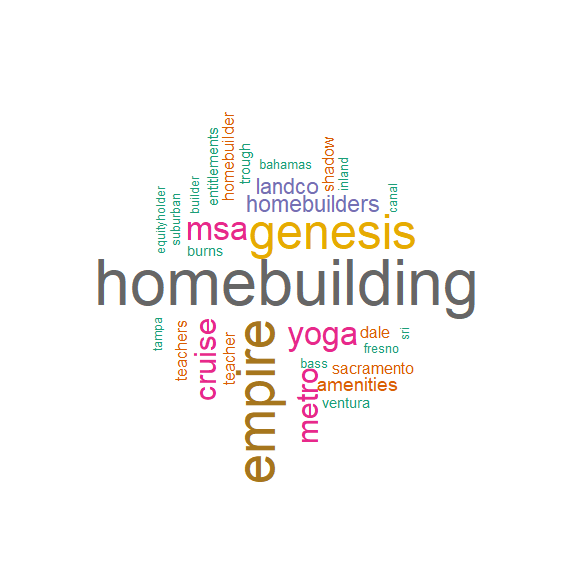 homebuilder
entitlements
trough
bahamas
shadow
inland
canal
builder
suburban
equityholder
landco
homebuilders
msa
genesis
burns
homebuilding
tampa
teachers
cruise
teacher
empire
yoga
dale
sri
fresno
bass
sacramento
metro
amenities
ventura